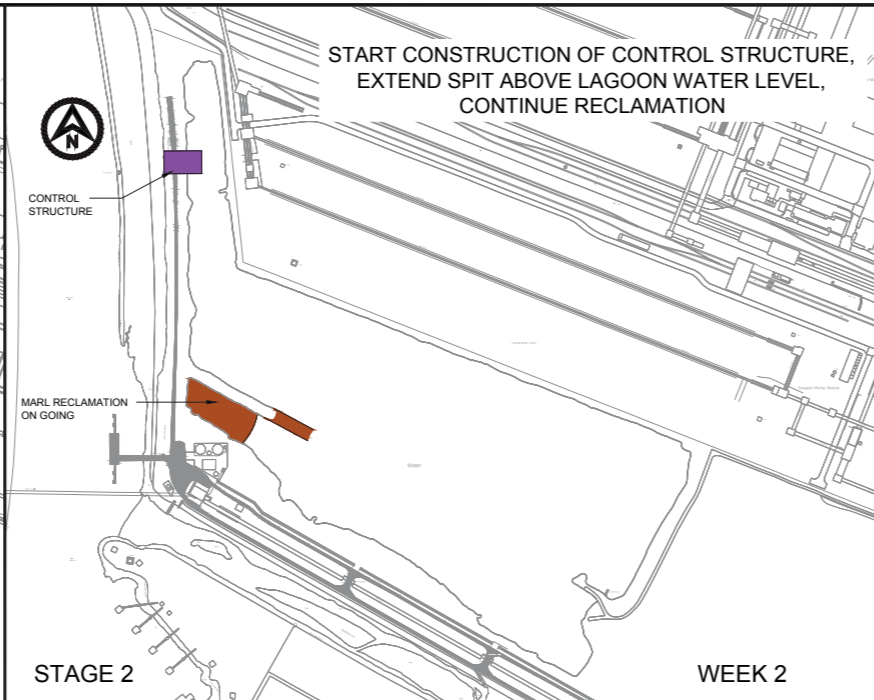 START CONSTRUCTION OF CONTROL STRUCTURE,
EXTEND SPIT ABOVE LAGOON WATER LEVEL,
CONTINUE RECLAMATION
N
CONTROL
STRUCTURE
MARL RECLAMATION
ON GOING
Water
STAGE 2
WEEK 2